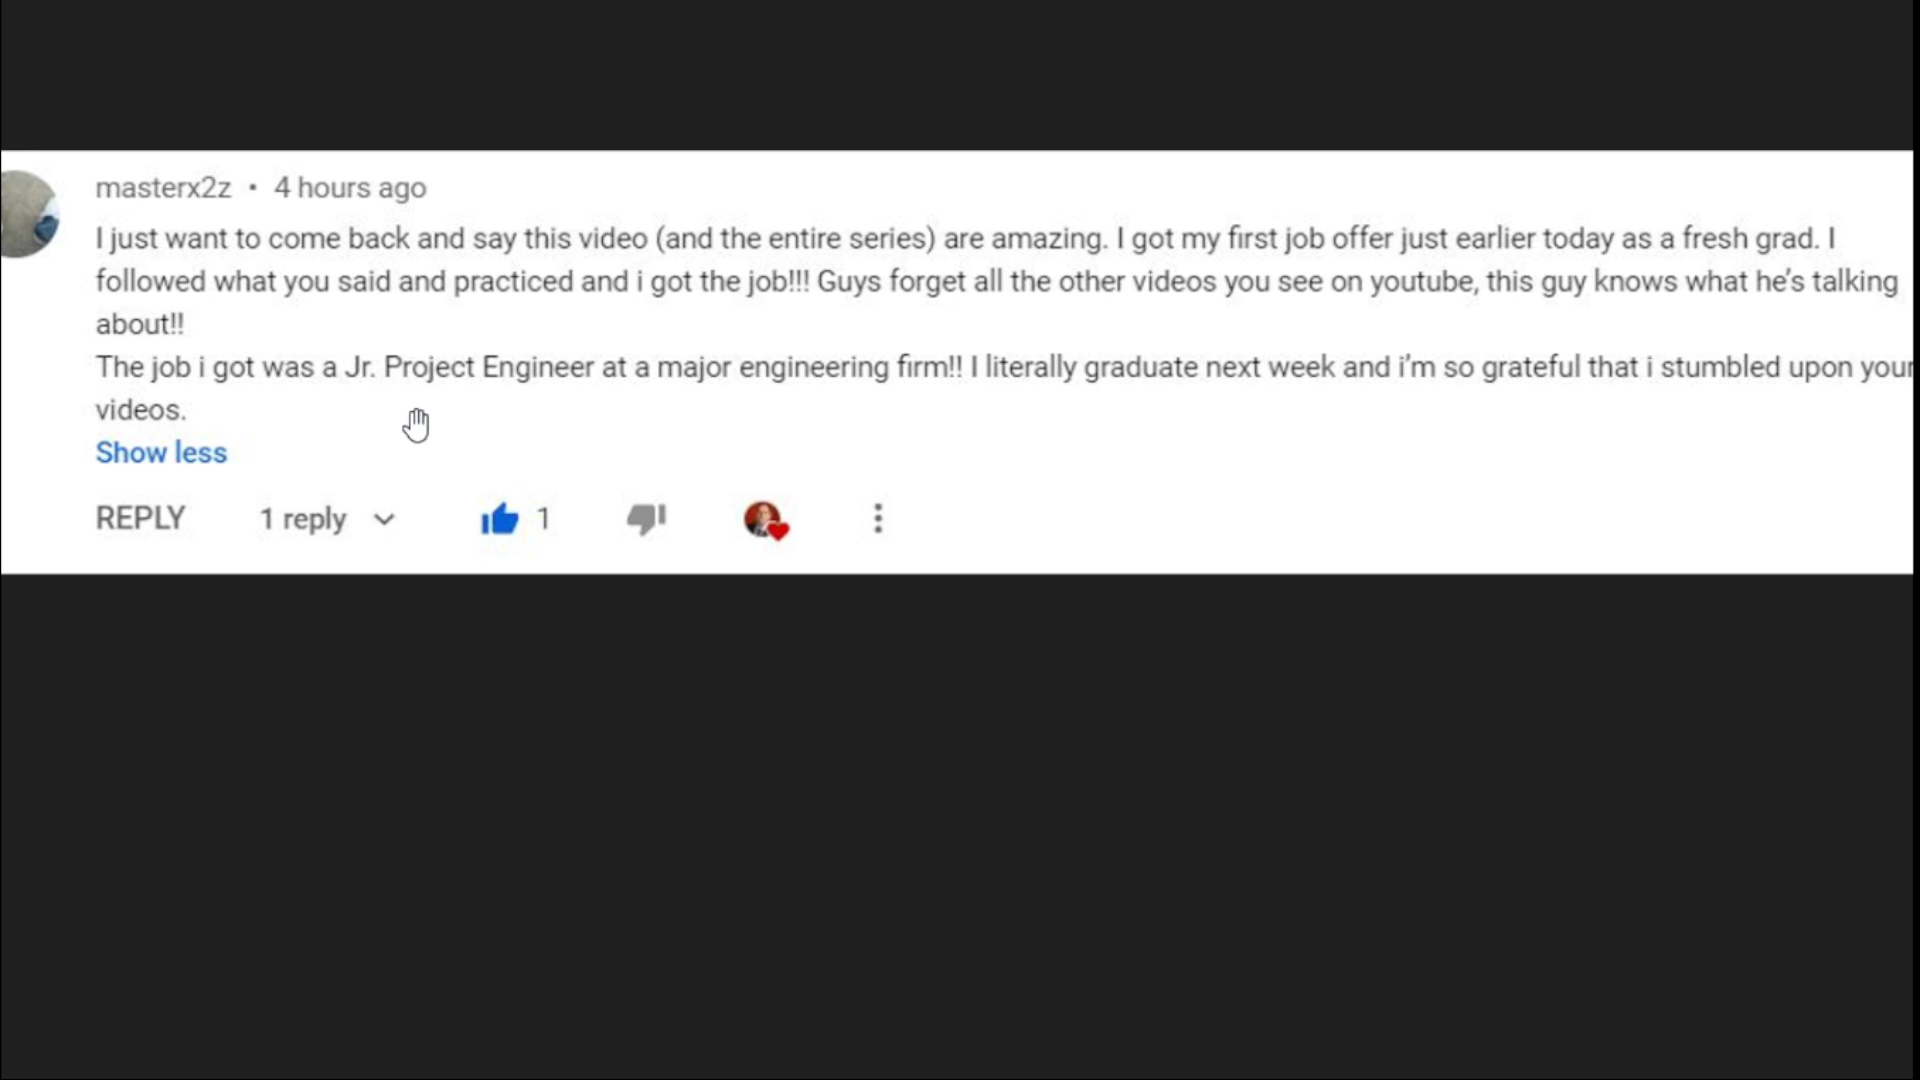 masterx2z • 4 hours ago
I just want to come back and say this video (and the entire series) are amazing. I got my first job offer just earlier today as a fresh grad. I
followed what you said and practiced and i got the job!!! Guys forget all the other videos you see on youtube, this guy knows what he's talking
about!!
The job i got was a Jr. Project Engineer at a major engineering firm!! I literally graduate next week and i'm so grateful that i stumbled upon your
videos.
Show less
REPLY 1 reply 1